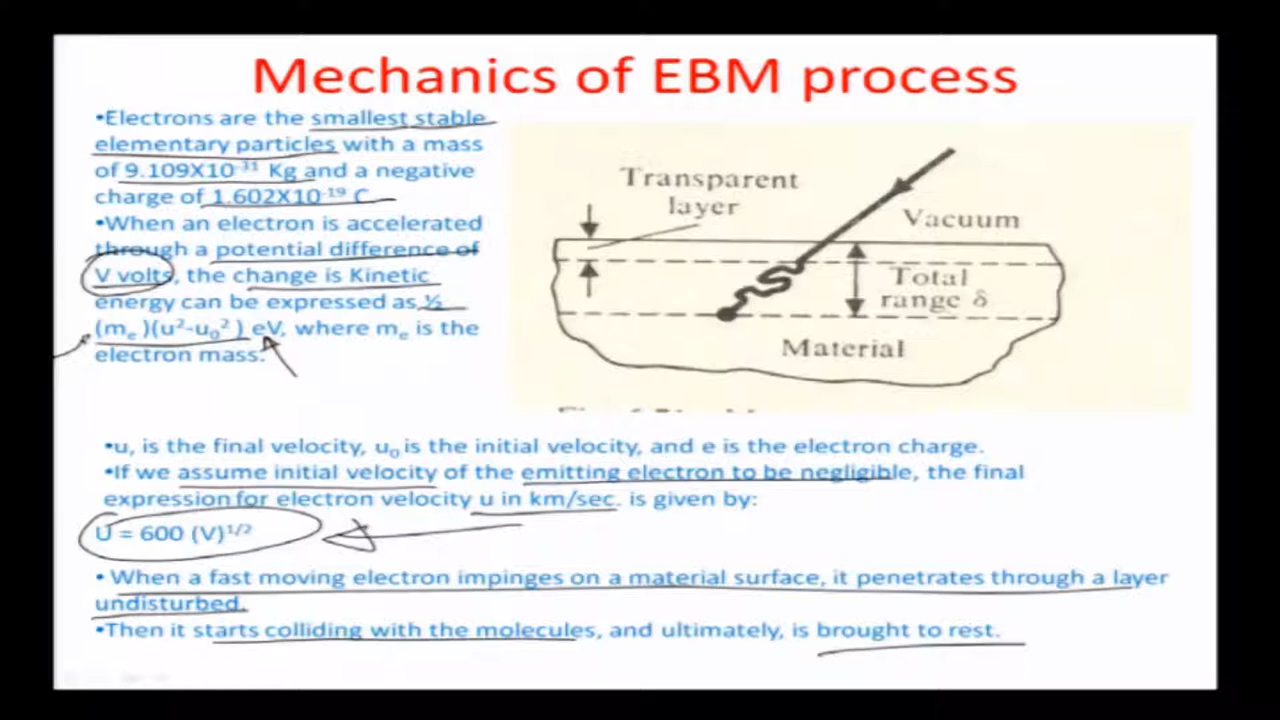 Mechanics of EBM process
•Electrons are the smallest stable
elementary particles with a mass
of 9.109X10⁻³¹ Kg and a negative
charge of 1.602X10⁻¹⁹ C
•When an electron is accelerated
through a potential difference of
V volts, the change is Kinetic
energy can be expressed as ½
(mₑ)(u²-u₀² ) eV, where mₑ is the
electron mass.
Transparent
layer
Vacuum
Total
range δ
Material
•u, is the final velocity, u₀ is the initial velocity, and e is the electron charge.
•If we assume initial velocity of the emitting electron to be negligible, the final
expression for electron velocity u in km/sec. is given by:
U = 600 (V)¹/²
• When a fast moving electron impinges on a material surface, it penetrates through a layer
undisturbed.
•Then it starts colliding with the molecules, and ultimately, is brought to rest.